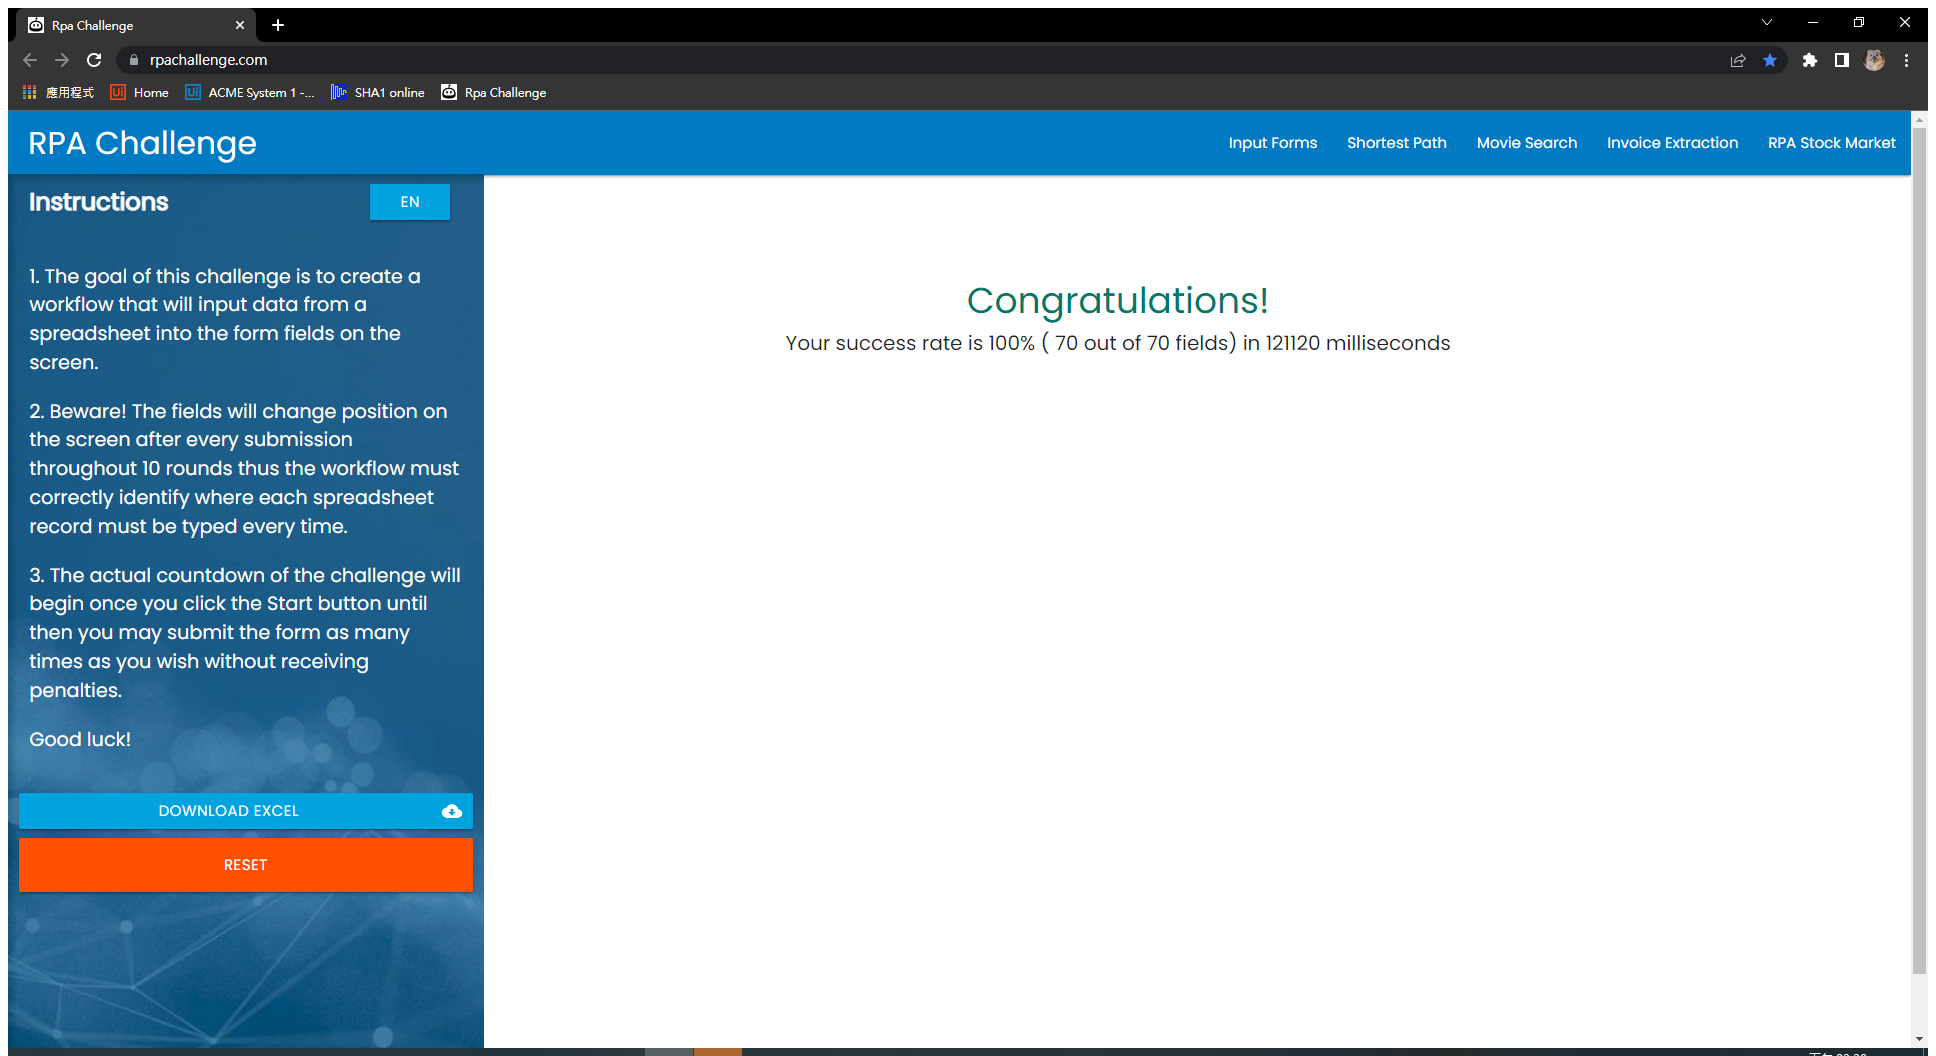 Rpa Challenge
rpachallenge.com
應用程式 Home ACME System 1 -... SHA1 online Rpa Challenge
RPA Challenge
Input Forms Shortest Path Movie Search Invoice Extraction RPA Stock Market
Instructions
EN
1. The goal of this challenge is to create a
workflow that will input data from a
spreadsheet into the form fields on the
screen.
2. Beware! The fields will change position on
the screen after every submission
throughout 10 rounds thus the workflow must
correctly identify where each spreadsheet
record must be typed every time.
3. The actual countdown of the challenge will
begin once you click the Start button until
then you may submit the form as many
times as you wish without receiving
penalties.
Good luck!
DOWNLOAD EXCEL
RESET
Congratulations!
Your success rate is 100% ( 70 out of 70 fields) in 121120 milliseconds